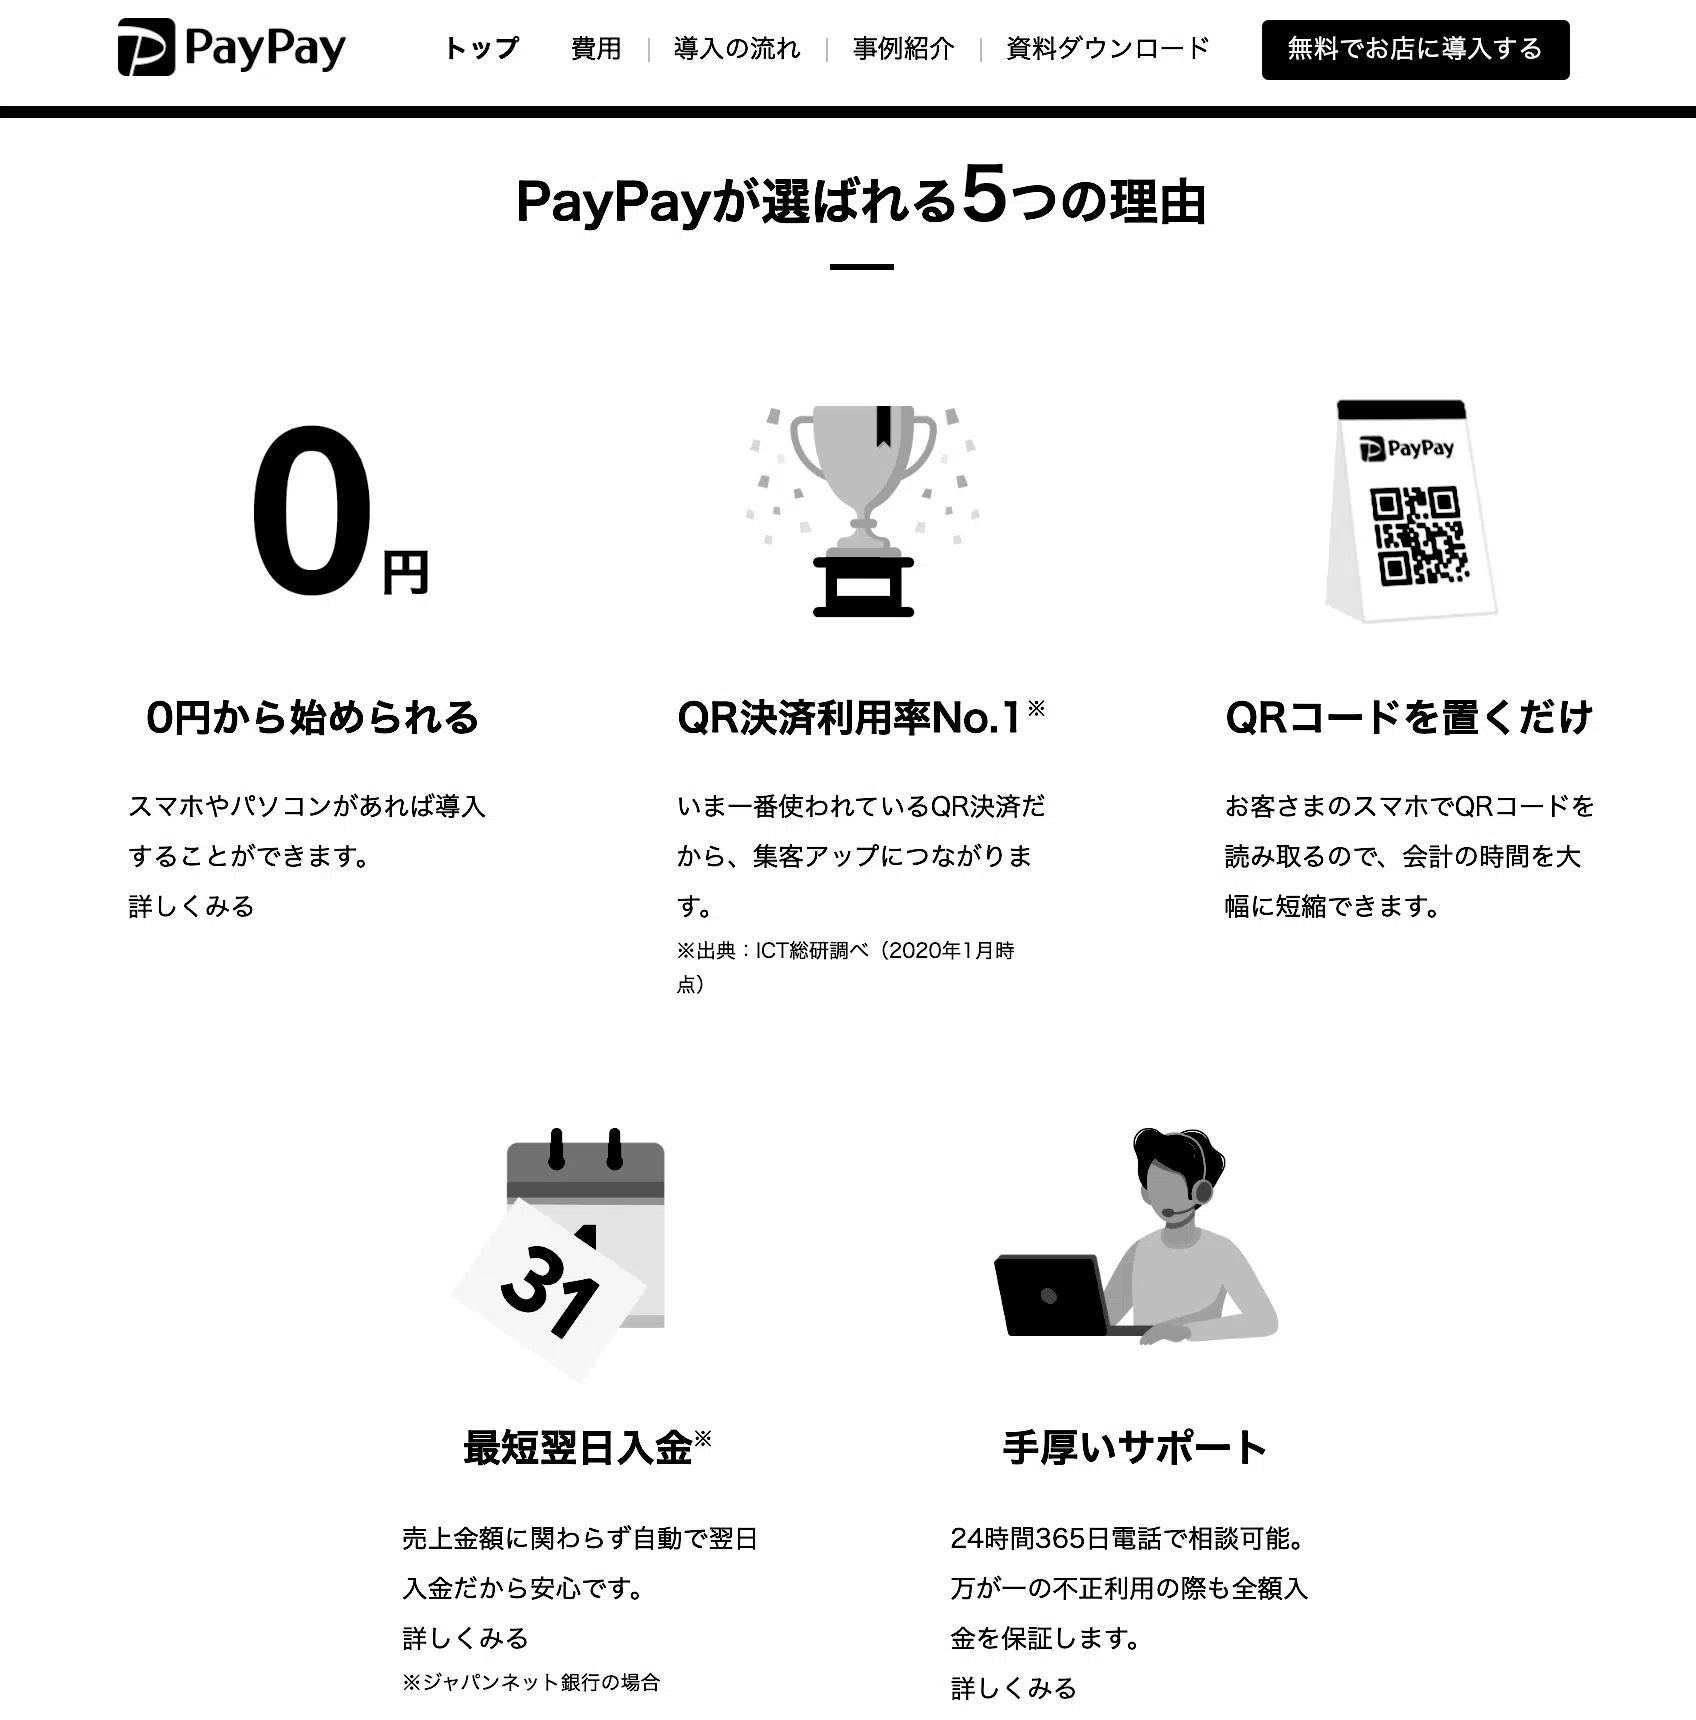 PayPay
トップ 費用 | 導入の流れ | 事例紹介 | 資料ダウンロード 無料でお店に導入する
PayPayが選ばれる5つの理由
0円
PayPay
0円から始められる
スマホやパソコンがあれば導入
することができます。
詳しくみる
QR決済利用率No.1※
いま一番使われているQR決済だ
から、集客アップにつながりま
す。
※出典：ICT総研調べ（2020年1月時
点）
QRコードを置くだけ
お客さまのスマホでQRコードを
読み取るので、会計の時間を大
幅に短縮できます。
1
31
最短翌日入金※
売上金額に関わらず自動で翌日
入金だから安心です。
詳しくみる
※ジャパンネット銀行の場合
手厚いサポート
24時間365日電話で相談可能。
万が一の不正利用の際も全額入
金を保証します。
詳しくみる